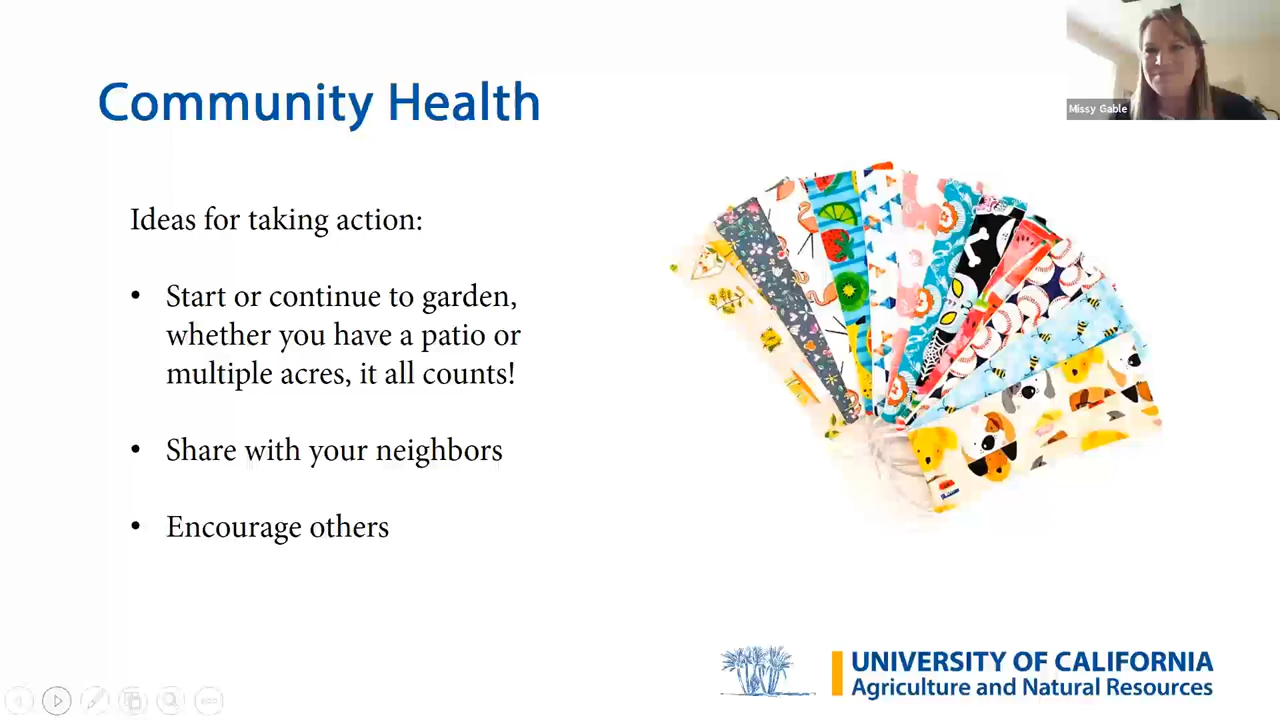 Missy Gable
Community Health
Ideas for taking action:
• Start or continue to garden,
whether you have a patio or
multiple acres, it all counts!
• Share with your neighbors
• Encourage others
UNIVERSITY OF CALIFORNIA
Agriculture and Natural Resources